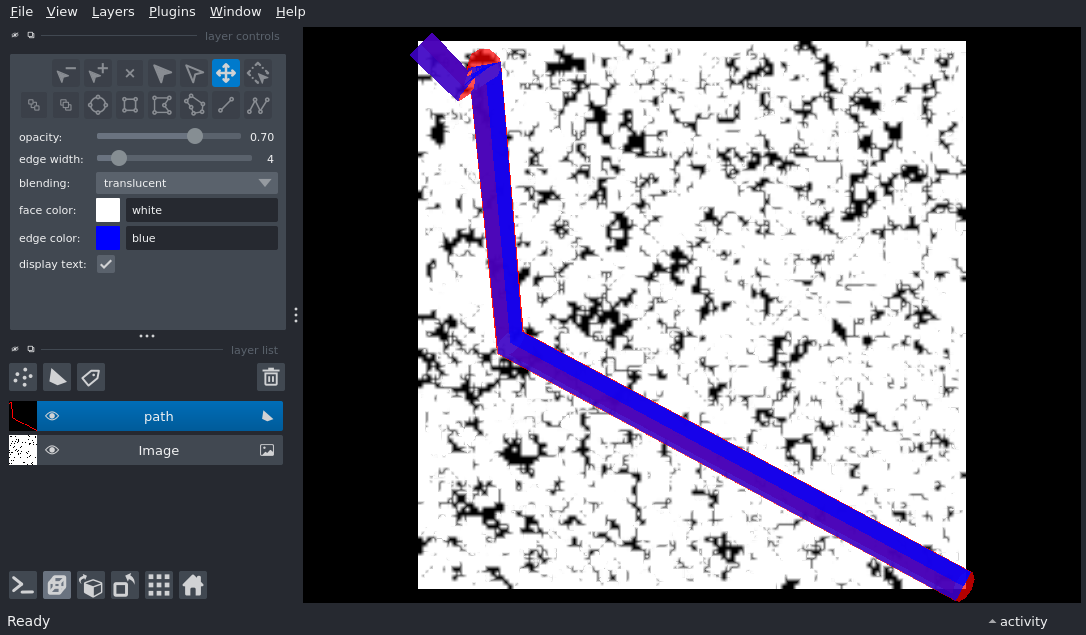 File View Layers Plugins Window Help
layer controls
opacity: 0.70
edge width: 4
blending: translucent
face color: white
edge color: blue
display text:
layer list
path
Image
Ready
activity